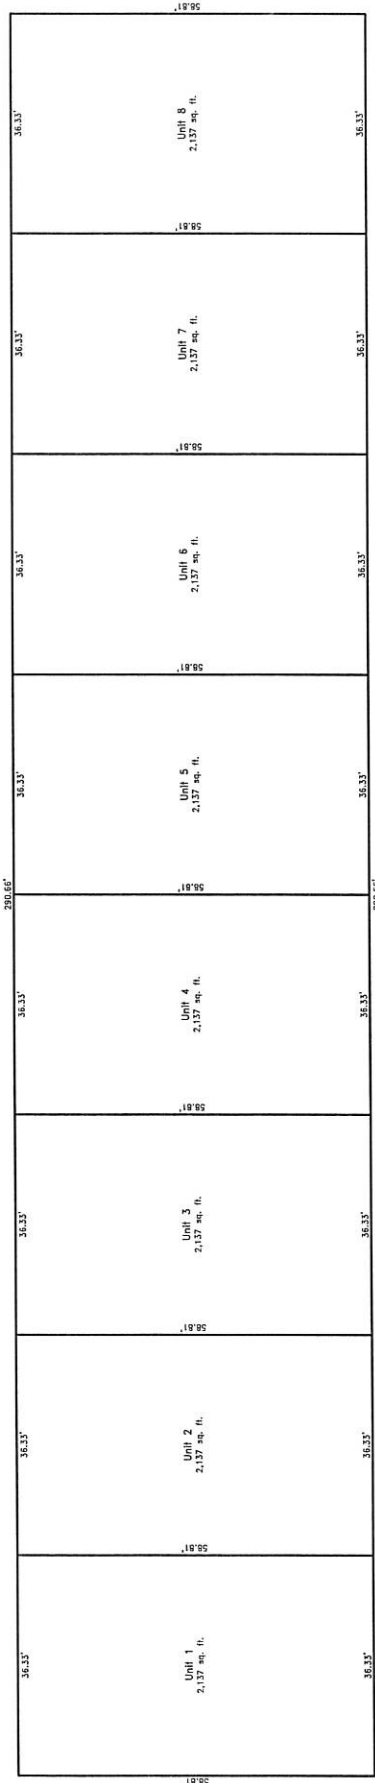 290.66'
36.33'
36.33'
36.33'
36.33'
36.33'
36.33'
36.33'
36.33'
58.81'
Unit 1
2,137 sq. ft.
58.81'
Unit 2
2,137 sq. ft.
58.81'
Unit 3
2,137 sq. ft.
58.81'
Unit 4
2,137 sq. ft.
58.81'
Unit 5
2,137 sq. ft.
58.81'
Unit 6
2,137 sq. ft.
58.81'
Unit 7
2,137 sq. ft.
58.81'
Unit 8
2,137 sq. ft.
58.81'
36.33'
36.33'
36.33'
36.33'
36.33'
36.33'
36.33'
36.33'